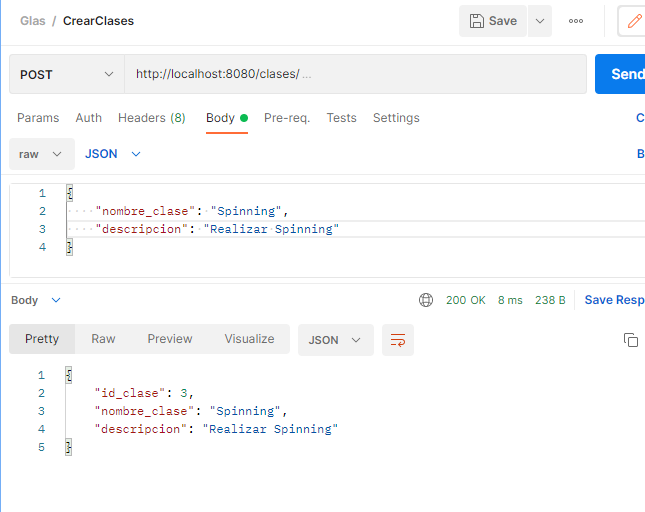 Glas / CrearClases
Save
POST
http://localhost:8080/clases/ ...
Send
Params Auth Headers (8) Body Pre-req. Tests Settings C
raw JSON B
1 {
2 "nombre_clase": "Spinning",
3 "descripcion": "Realizar Spinning"
4 }
Body 200 OK 8 ms 238 B Save Resp
Pretty Raw Preview Visualize JSON
1 {
2 "id_clase": 3,
3 "nombre_clase": "Spinning",
4 "descripcion": "Realizar Spinning"
5 }